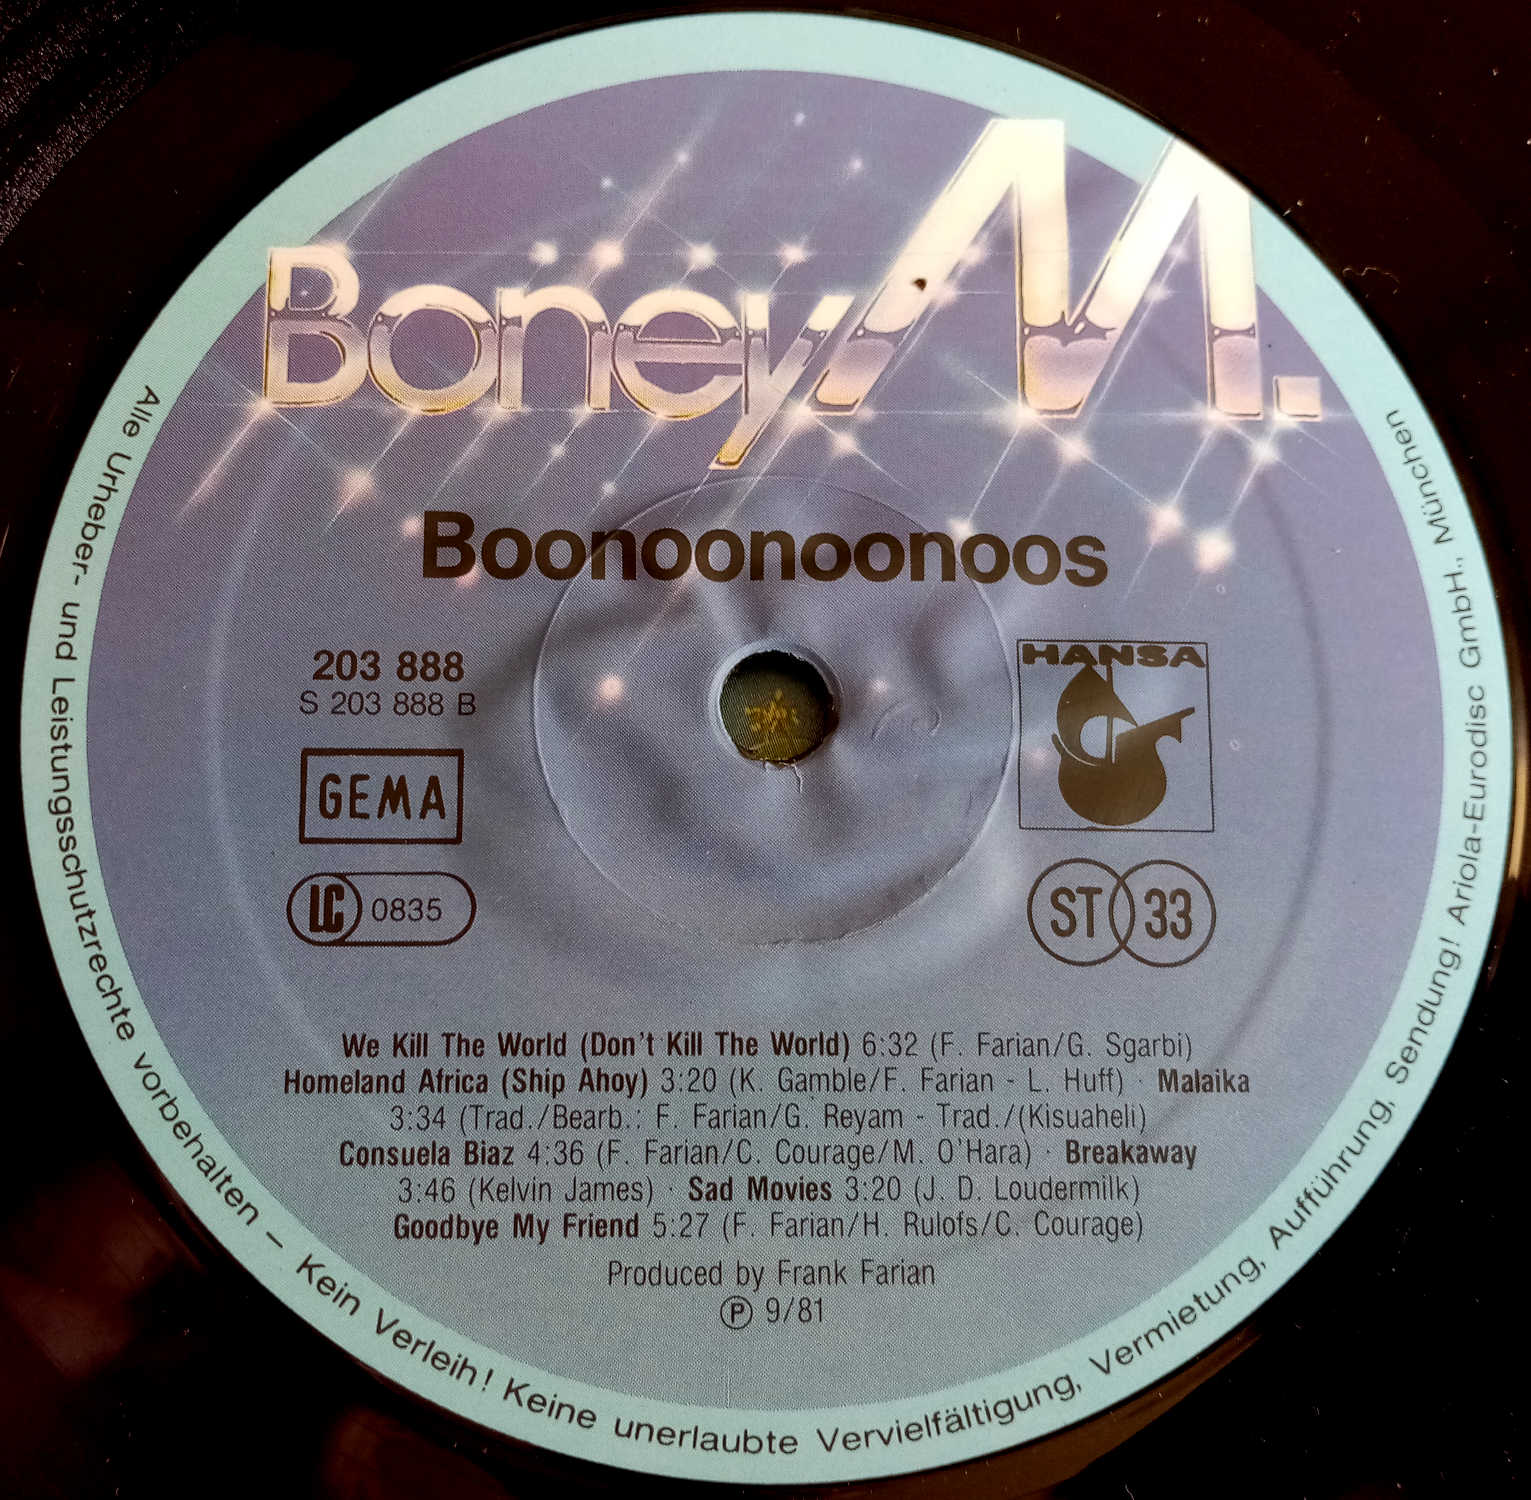 Boney M.
Boonoonoonoos
203 888
S 203 888 B
GEMA
LC 0835
HANSA
ST 33
We Kill The World (Don't Kill The World) 6:32 (F. Farian/G. Sgarbi)
Homeland Africa (Ship Ahoy) 3:20 (K. Gamble/F. Farian - L. Huff) · Malaika
3:34 (Trad./Bearb.: F. Farian/G. Reyam - Trad./(Kisuaheli)
Consuela Biaz 4:36 (F. Farian/C. Courage/M. O'Hara) · Breakaway
3:46 (Kelvin James) · Sad Movies 3:20 (J. D. Loudermilk)
Goodbye My Friend 5:27 (F. Farian/H. Rulofs/C. Courage)
Produced by Frank Farian
Ⓟ 9/81
Alle Urheber- und Leistungsschutzrechte vorbehalten – Kein Verleih! Keine unerlaubte Vervielfältigung, Vermietung, Aufführung, Sendung! Ariola-Eurodisc GmbH., München